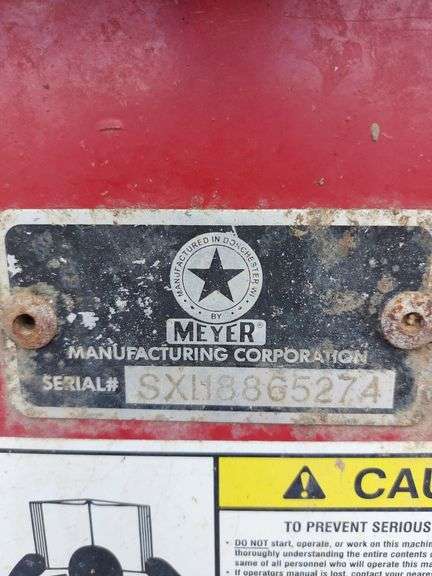 MANUFACTURED IN DORCHESTER, WI
BY
MEYER®
MANUFACTURING CORPORATION
SERIAL# SXL188G5274
CAU
TO PREVENT SERIOUS
• DO NOT start, operate, or work on this machin
thoroughly understanding the entire contents
same of all personnel who will operate this ma
• If operators manual is lost, contact your neares